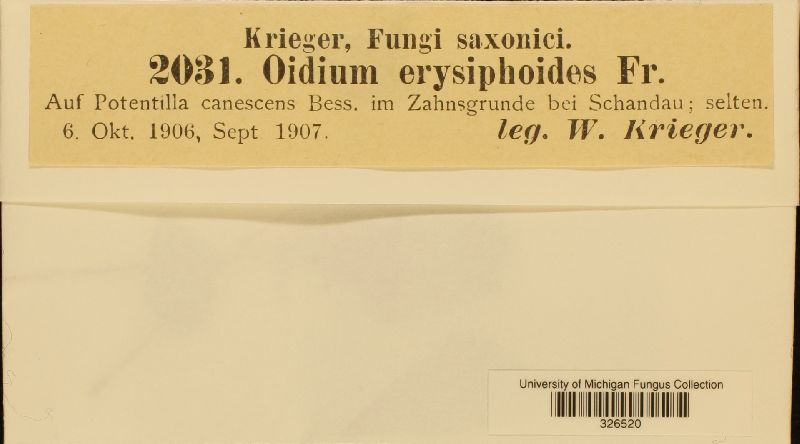 Krieger, Fungi saxonici.
2031. Oidium erysiphoides Fr.
Auf Potentilla canescens Bess. im Zahnsgrunde bei Schandau; selten.
6. Okt. 1906, Sept 1907. leg. W. Krieger.
University of Michigan Fungus Collection
326520